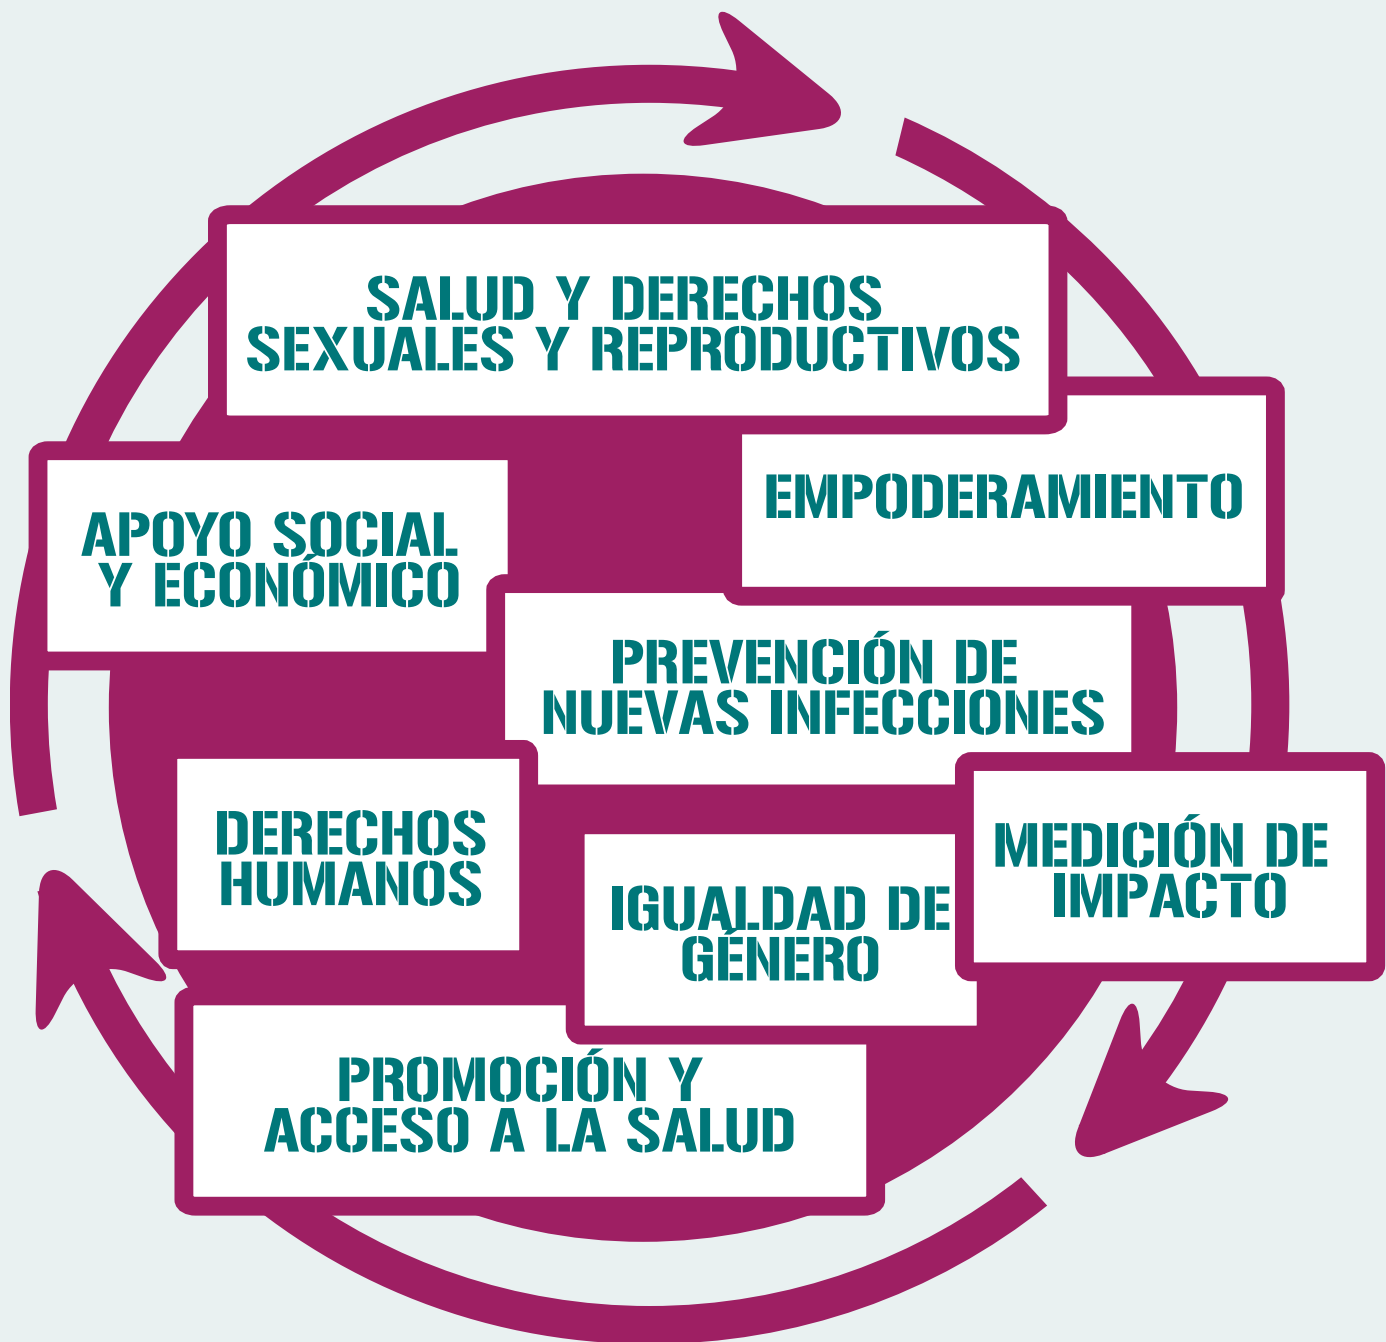 SALUD Y DERECHOS
SEXUALES Y REPRODUCTIVOS
EMPODERAMIENTO
APOYO SOCIAL
Y ECONÓMICO
PREVENCIÓN DE
NUEVAS INFECCIONES
DERECHOS
HUMANOS
MEDICIÓN DE
IMPACTO
IGUALDAD DE
GÉNERO
PROMOCIÓN Y
ACCESO A LA SALUD